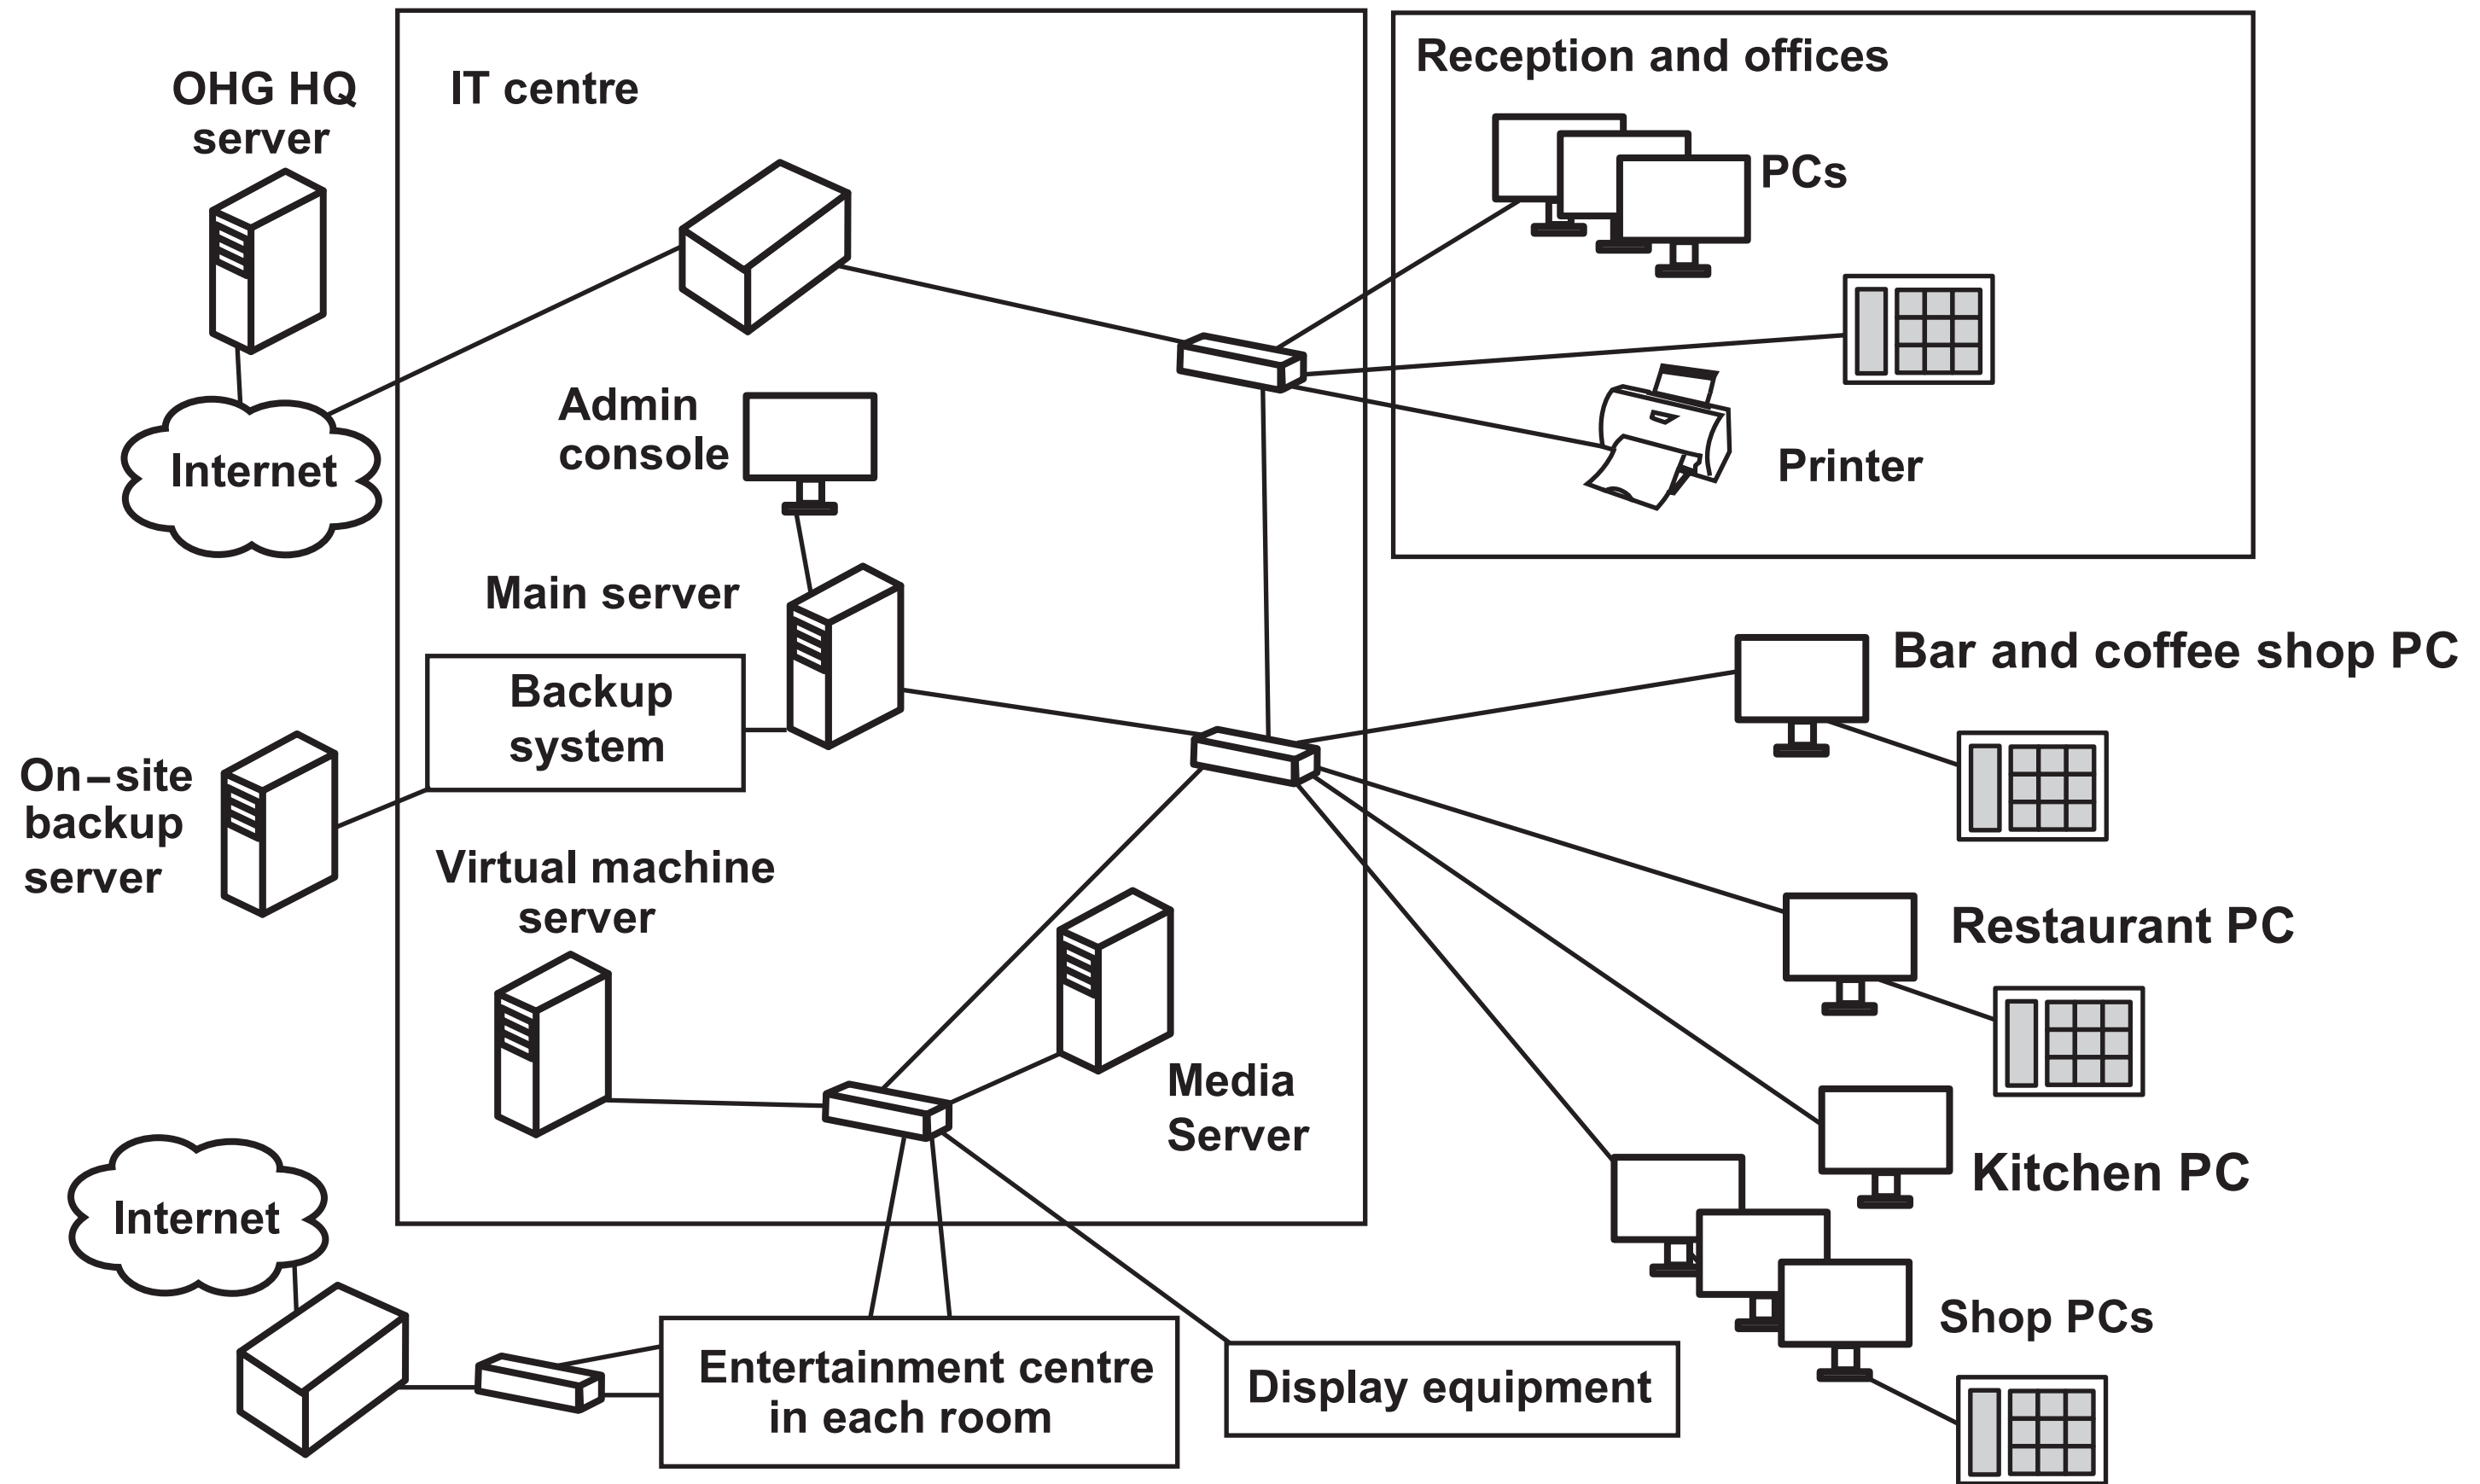 OHG HQ
server
IT centre
Reception and offices
PCs
Admin
console
Internet
Printer
Main server
Backup
system
Bar and coffee shop PC
On–site
backup
server
Virtual machine
server
Restaurant PC
Media
Server
Kitchen PC
Internet
Shop PCs
Entertainment centre
in each room
Display equipment